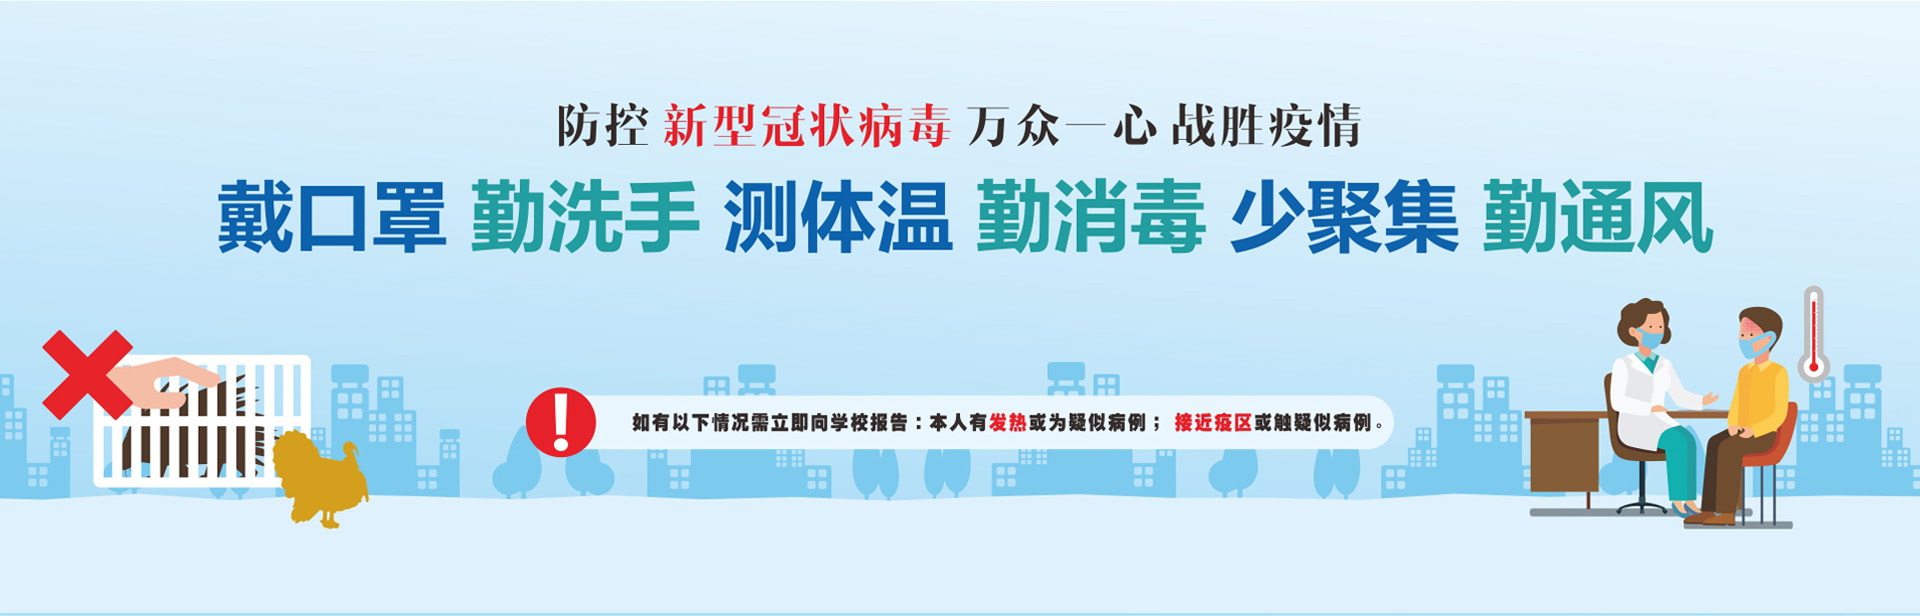 防控 新型冠状病毒 万众一心 战胜疫情
戴口罩 勤洗手 测体温 勤消毒 少聚集 勤通风
如有以下情况需立即向学校报告：本人有发热或为疑似病例； 接近疫区或触疑似病例。